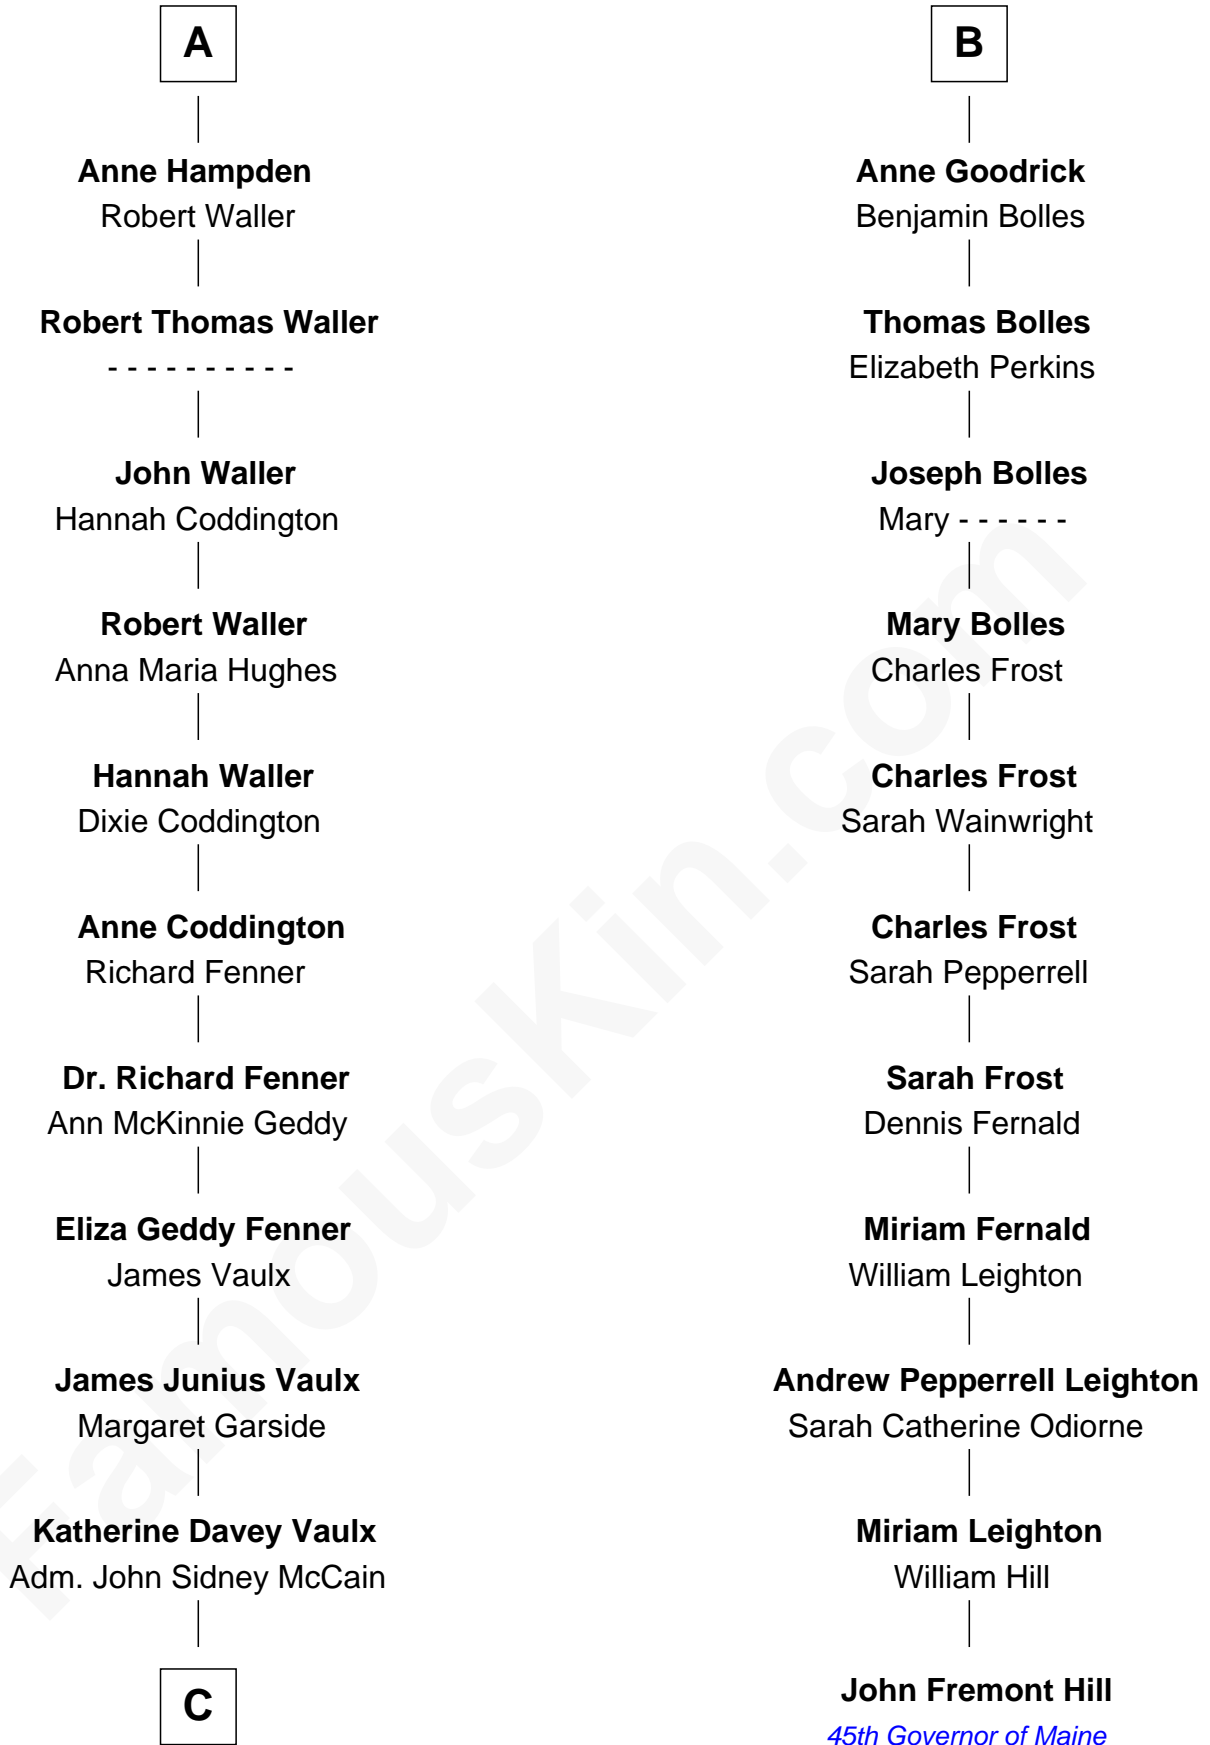 A
Anne Hampden
Robert Waller
Robert Thomas Waller
- - - - - - - - - -
John Waller
Hannah Coddington
Robert Waller
Anna Maria Hughes
Hannah Waller
Dixie Coddington
Anne Coddington
Richard Fenner
Dr. Richard Fenner
Ann McKinnie Geddy
Eliza Geddy Fenner
James Vaulx
James Junius Vaulx
Margaret Garside
Katherine Davey Vaulx
Adm. John Sidney McCain
C
B
Anne Goodrick
Benjamin Bolles
Thomas Bolles
Elizabeth Perkins
Joseph Bolles
Mary - - - - - -
Mary Bolles
Charles Frost
Charles Frost
Sarah Wainwright
Charles Frost
Sarah Pepperrell
Sarah Frost
Dennis Fernald
Miriam Fernald
William Leighton
Andrew Pepperrell Leighton
Sarah Catherine Odiorne
Miriam Leighton
William Hill
John Fremont Hill
45th Governor of Maine
FamousKin.com